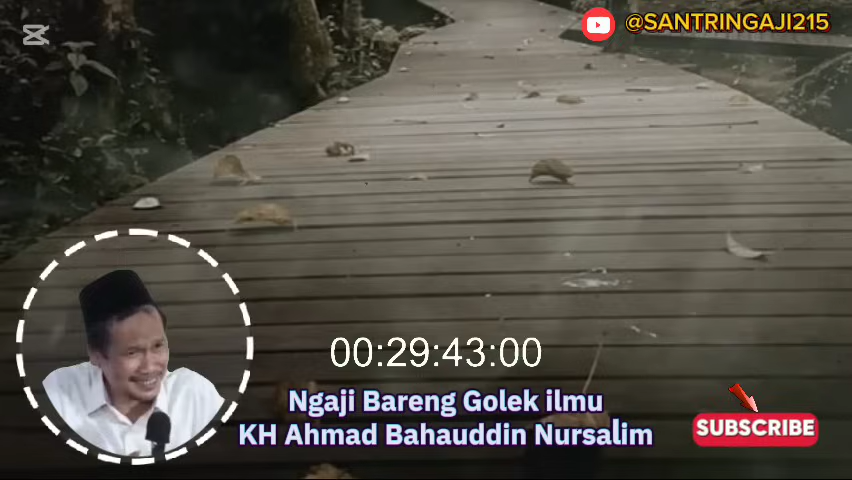 @SANTRINGAJI215
00:29:43:00
Ngaji Bareng Golek ilmu
KH Ahmad Bahauddin Nursalim
SUBSCRIBE